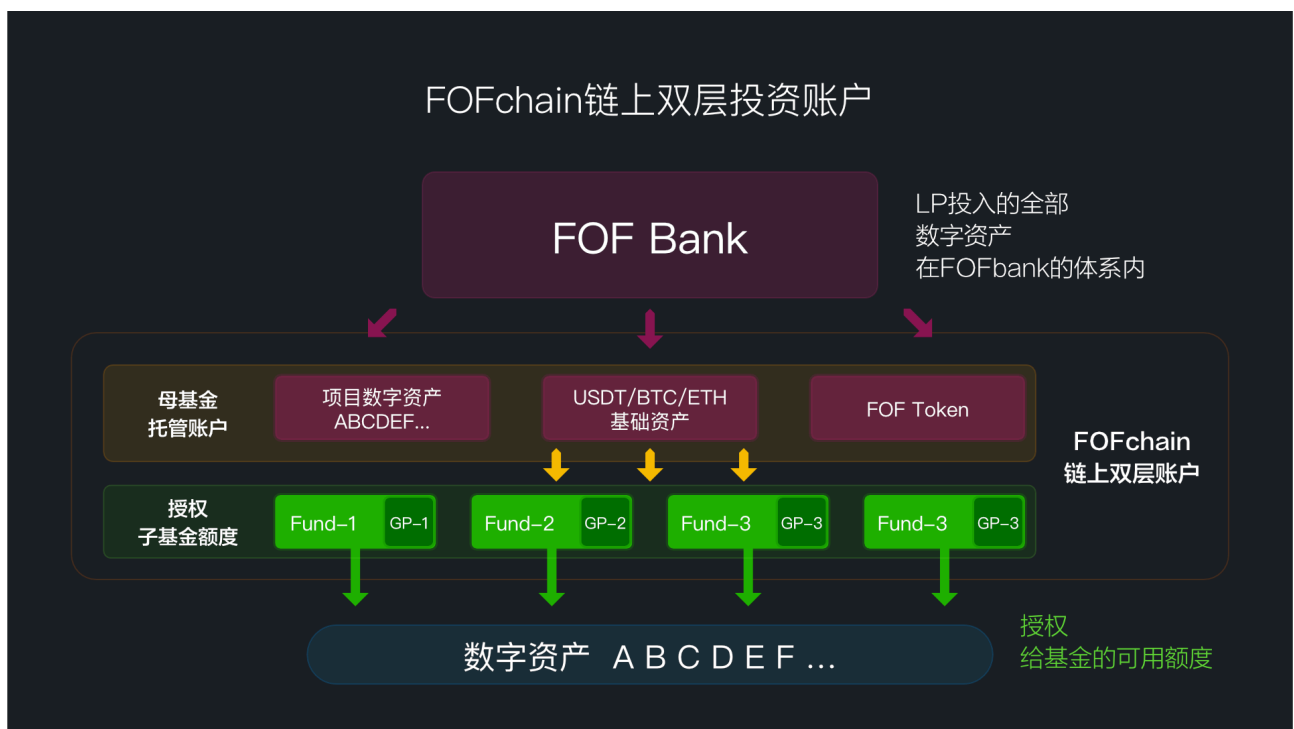 FOFchain链上双层投资账户
FOF Bank
LP投入的全部
数字资产
在FOFbank的体系内
母基金
托管账户
项目数字资产
ABCDEF...
USDT/BTC/ETH
基础资产
FOF Token
FOFchain
链上双层账户
授权
子基金额度
Fund-1
GP-1
Fund-2
GP-2
Fund-3
GP-3
Fund-3
GP-3
数字资产 A B C D E F ...
授权
给基金的可用额度